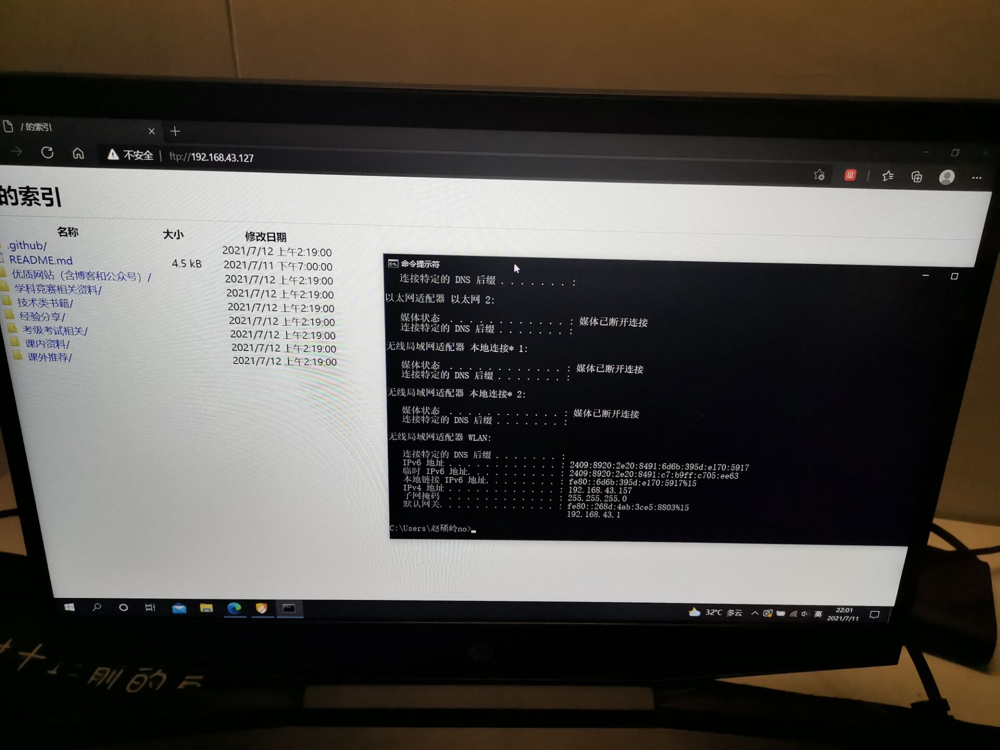 / 的索引
不安全 | ftp://192.168.43.127
惠
的索引
名称 大小 修改日期
.github/ 2021/7/12 上午2:19:00
README.md 4.5 kB 2021/7/11 下午7:00:00
优质网站（含博客和公众号）/ 2021/7/12 上午2:19:00
学科竞赛相关资料/ 2021/7/12 上午2:19:00
技术类书籍/ 2021/7/12 上午2:19:00
经验分享/ 2021/7/12 上午2:19:00
考级考试相关/ 2021/7/12 上午2:19:00
课内资料/ 2021/7/12 上午2:19:00
课外推荐/ 2021/7/12 上午2:19:00
命令提示符
连接特定的 DNS 后缀 . . . . . . . :
以太网适配器 以太网 2:
媒体状态 . . . . . . . . . . . . : 媒体已断开连接
连接特定的 DNS 后缀 . . . . . . . :
无线局域网适配器 本地连接* 1:
媒体状态 . . . . . . . . . . . . : 媒体已断开连接
连接特定的 DNS 后缀 . . . . . . . :
无线局域网适配器 本地连接* 2:
媒体状态 . . . . . . . . . . . . : 媒体已断开连接
连接特定的 DNS 后缀 . . . . . . . :
无线局域网适配器 WLAN:
连接特定的 DNS 后缀 . . . . . . . :
IPv6 地址 . . . . . . . . . . . . : 2409:8920:2e20:8491:6d6b:395d:e170:5917
临时 IPv6 地址. . . . . . . . . . : 2409:8920:2e20:8491:c7:b9ff:c705:ee63
本地链接 IPv6 地址. . . . . . . . : fe80::6d6b:395d:e170:5917%15
IPv4 地址 . . . . . . . . . . . . : 192.168.43.157
子网掩码 . . . . . . . . . . . . : 255.255.255.0
默认网关. . . . . . . . . . . . . : fe80::268d:4ab:3ce5:8803%15
192.168.43.1
C:\Users\赵硕岭no>
32°C 多云 英 22:01
2021/7/11
hp
前的